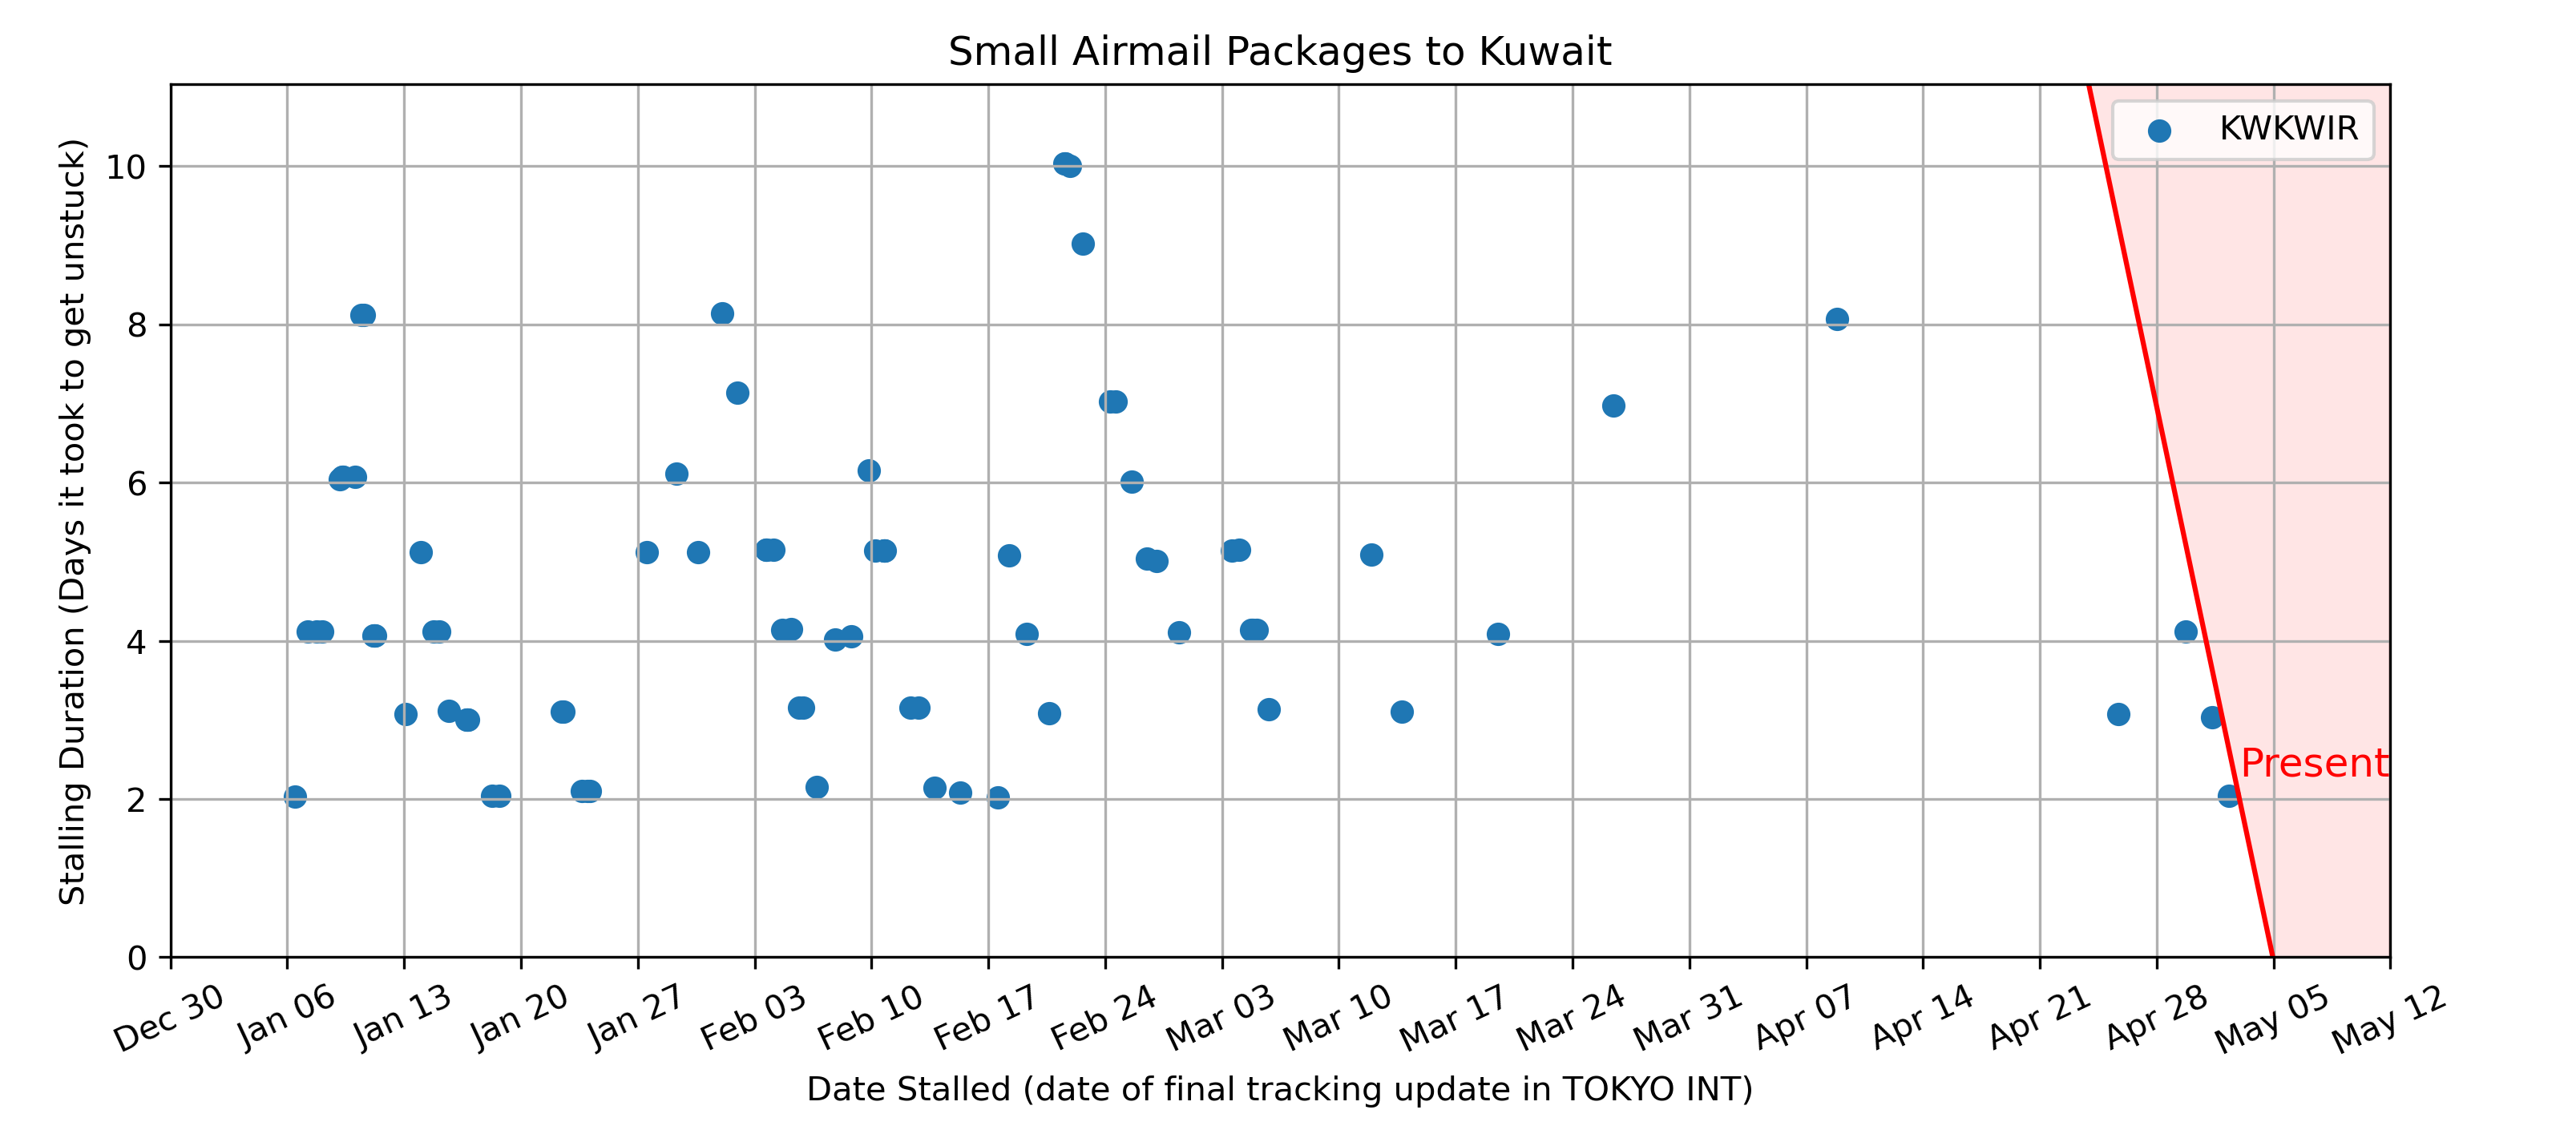 Small Airmail Packages to Kuwait
KWKWIR
Stalling Duration (Days it took to get unstuck)
10
8
6
4
2
0
Present
Dec 30
Jan 06
Jan 13
Jan 20
Jan 27
Feb 03
Feb 10
Feb 17
Feb 24
Mar 03
Mar 10
Mar 17
Mar 24
Mar 31
Apr 07
Apr 14
Apr 21
Apr 28
May 05
May 12
Date Stalled (date of final tracking update in TOKYO INT)